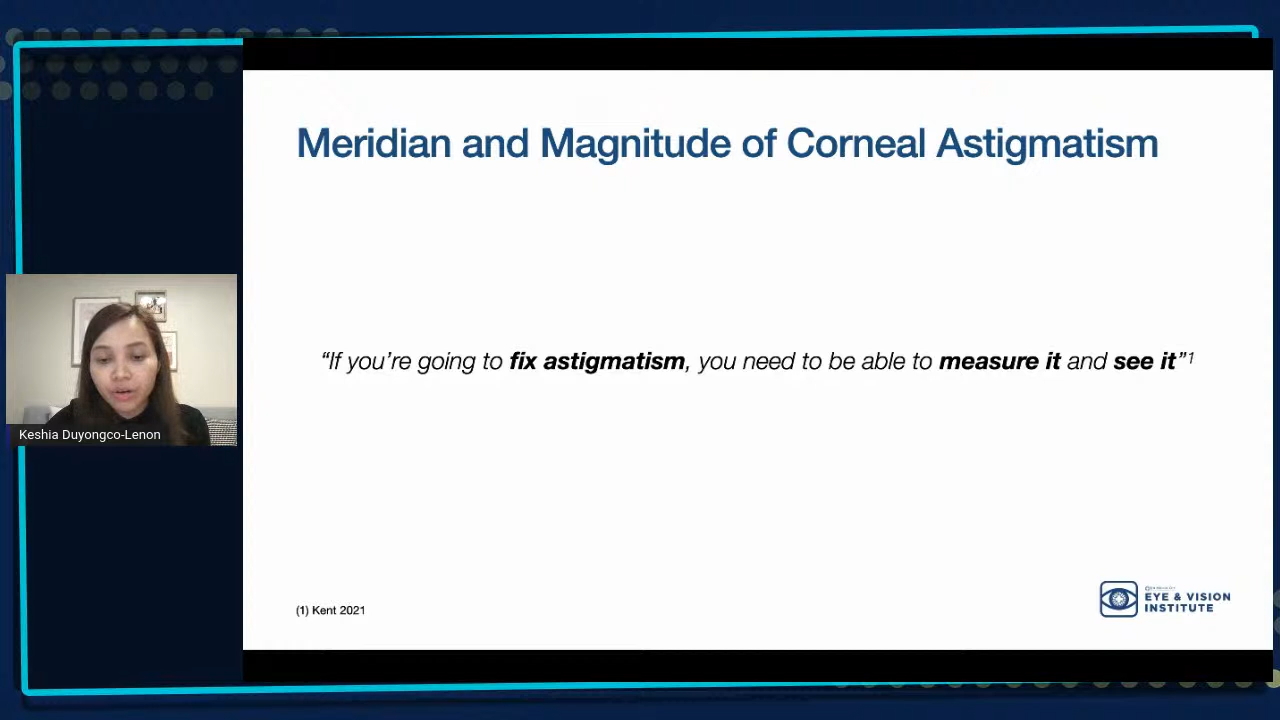 Meridian and Magnitude of Corneal Astigmatism
“If you’re going to fix astigmatism, you need to be able to measure it and see it”1
Keshia Duyongco-Lenon
(1) Kent 2021
EYE & VISION
INSTITUTE